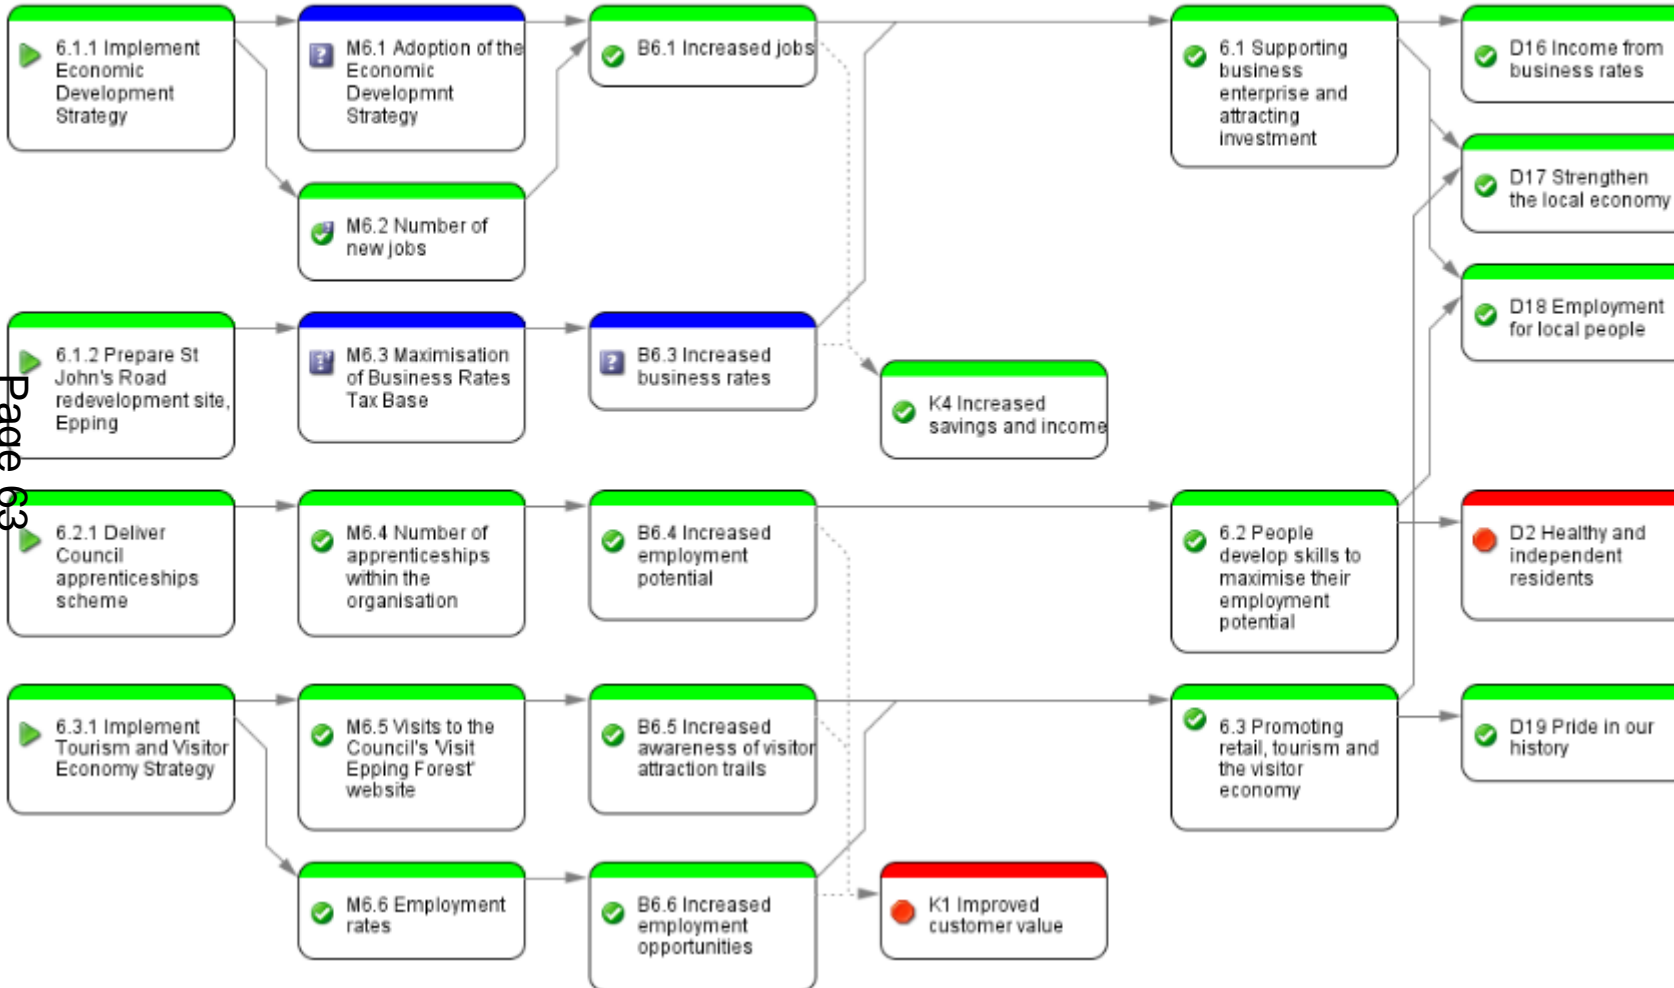 6.1.1 Implement
Economic
Development
Strategy
M6.1 Adoption of the
Economic
Developmnt
Strategy
B6.1 Increased jobs
6.1 Supporting
business
enterprise and
attracting
investment
D16 Income from
business rates
D17 Strengthen
the local economy
M6.2 Number of
new jobs
D18 Employment
for local people
6.1.2 Prepare St
John's Road
redevelopment site,
Epping
M6.3 Maximisation
of Business Rates
Tax Base
B6.3 Increased
business rates
K4 Increased
savings and income
Page 63
6.2.1 Deliver
Council
apprenticeships
scheme
M6.4 Number of
apprenticeships
within the
organisation
B6.4 Increased
employment
potential
6.2 People
develop skills to
maximise their
employment
potential
D2 Healthy and
independent
residents
6.3.1 Implement
Tourism and Visitor
Economy Strategy
M6.5 Visits to the
Council's 'Visit
Epping Forest'
website
B6.5 Increased
awareness of visitor
attraction trails
6.3 Promoting
retail, tourism and
the visitor
economy
D19 Pride in our
history
M6.6 Employment
rates
B6.6 Increased
employment
opportunities
K1 Improved
customer value